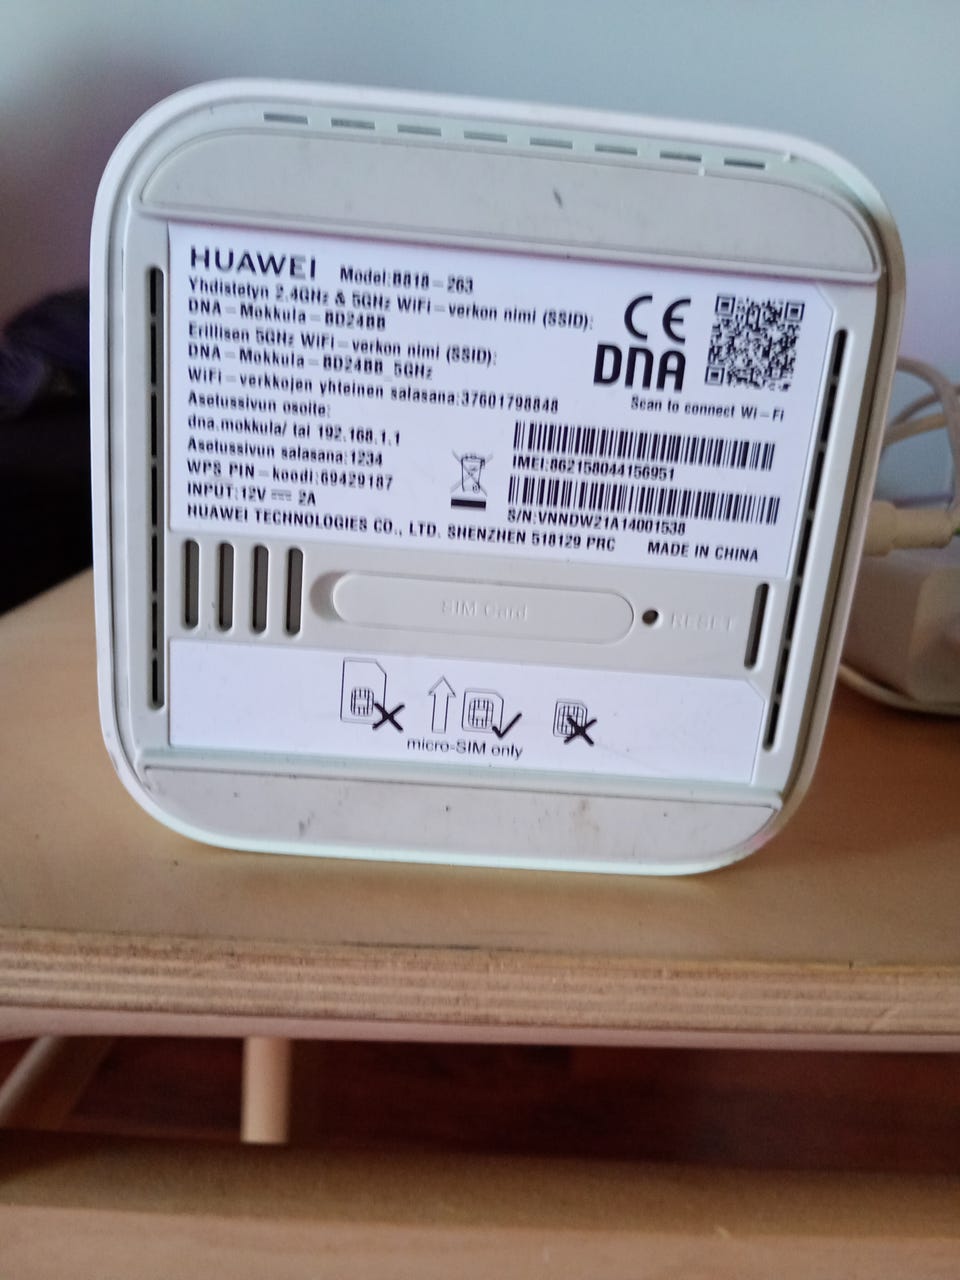 HUAWEI Model:B818-263
Yhdistetyn 2.4GHz & 5GHz WiFi-verkon nimi (SSID):
DNA-Mokkula-BD24BB
Erillisen 5GHz WiFi-verkon nimi (SSID):
DNA-Mokkula-BD24BB_5GHz
WiFi-verkkojen yhteinen salasana:37601798848
Asetussivun osoite:
dna.mokkula/ tai 192.168.1.1
Asetussivun salasana:1234
WPS PIN-koodi:69429187
INPUT:12V ⎓ 2A
HUAWEI TECHNOLOGIES CO., LTD. SHENZHEN 518129 PRC
MADE IN CHINA
CE
DNA
Scan to connect Wi-Fi
IMEI:862158044156951
S/N:VNNDW21A14001538
SIM Card
RESET
micro-SIM only